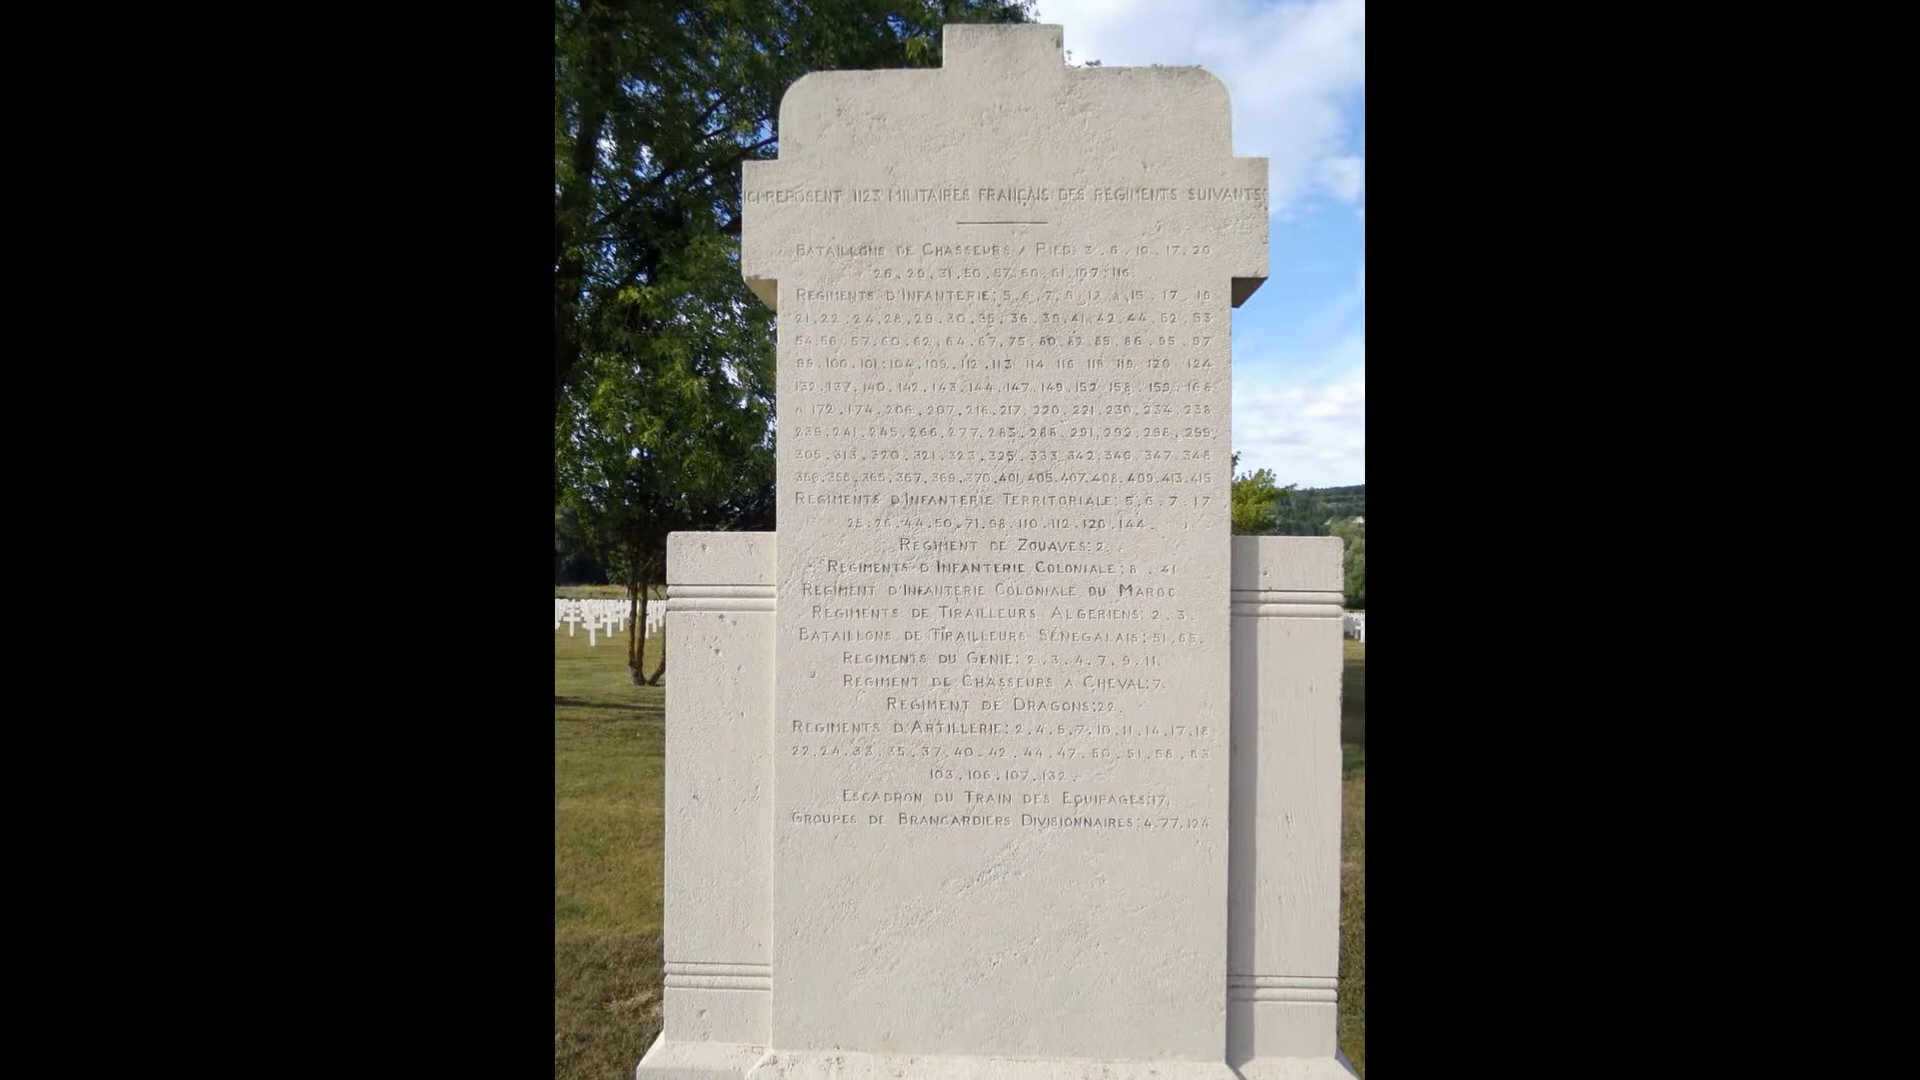 ICI REPOSENT 1123 MILITAIRES FRANÇAIS DES REGIMENTS SUIVANTS:
BATAILLONS DE CHASSEURS A PIED: 3.6.10.17.20
26.29.31.50.57.60.61.107.116
REGIMENTS D'INFANTERIE: 5.6.7.9.12 à 15.17.19
21.22.24.28.29.30.35.36.39.41.42.44.52.53
54.56.57.60.62.64.67.75.80.82.85.86.95.97
99.100.101.104.109.112.113.114.116.118.119.120.124
132.137.140.142.143.144.147.149.152.158.159.168
A 172.174.206.207.216.217.220.221.230.234.238
239.241.245.266.277.283.288.291.292.298.299
305.313.320.321.323.325.333.342.346.347.348
356.358.365.367.369.370.401.405.407.408.409.413.415
REGIMENTS D'INFANTERIE TERRITORIALE: 5.6.7.17
25.26.44.50.71.98.110.112.120.144.
REGIMENT DE ZOUAVES: 2.
REGIMENTS D'INFANTERIE COLONIALE: 8.41
REGIMENT D'INFANTERIE COLONIALE DU MAROC
REGIMENTS DE TIRAILLEURS ALGERIENS: 2.3.
BATAILLONS DE TIRAILLEURS SÉNEGALAIS: 51.65.
REGIMENTS DU GENIE: 2.3.4.7.9.11.
REGIMENT DE CHASSEURS A CHEVAL: 7.
REGIMENT DE DRAGONS: 22.
REGIMENTS D'ARTILLERIE: 2.4.5.7.10.11.14.17.18
22.24.33.35.37.40.42.44.47.50.51.58.83
103.106.107.132.
ESCADRON DU TRAIN DES EQUIPAGES: 17.
GROUPES DE BRANCARDIERS DIVISIONNAIRES: 4.77.124